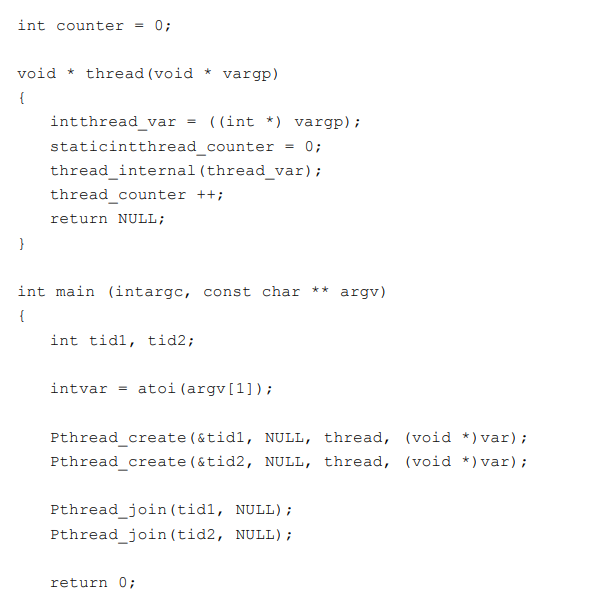 int counter = 0;
void * thread(void * vargp)
{
intthread_var = ((int *) vargp);
staticintthread_counter = 0;
thread_internal(thread_var);
thread_counter ++;
return NULL;
}
int main (intargc, const char ** argv)
{
int tid1, tid2;
intvar = atoi(argv[1]);
Pthread_create(&tid1, NULL, thread, (void *)var);
Pthread_create(&tid2, NULL, thread, (void *)var);
Pthread_join(tid1, NULL);
Pthread_join(tid2, NULL);
return 0;